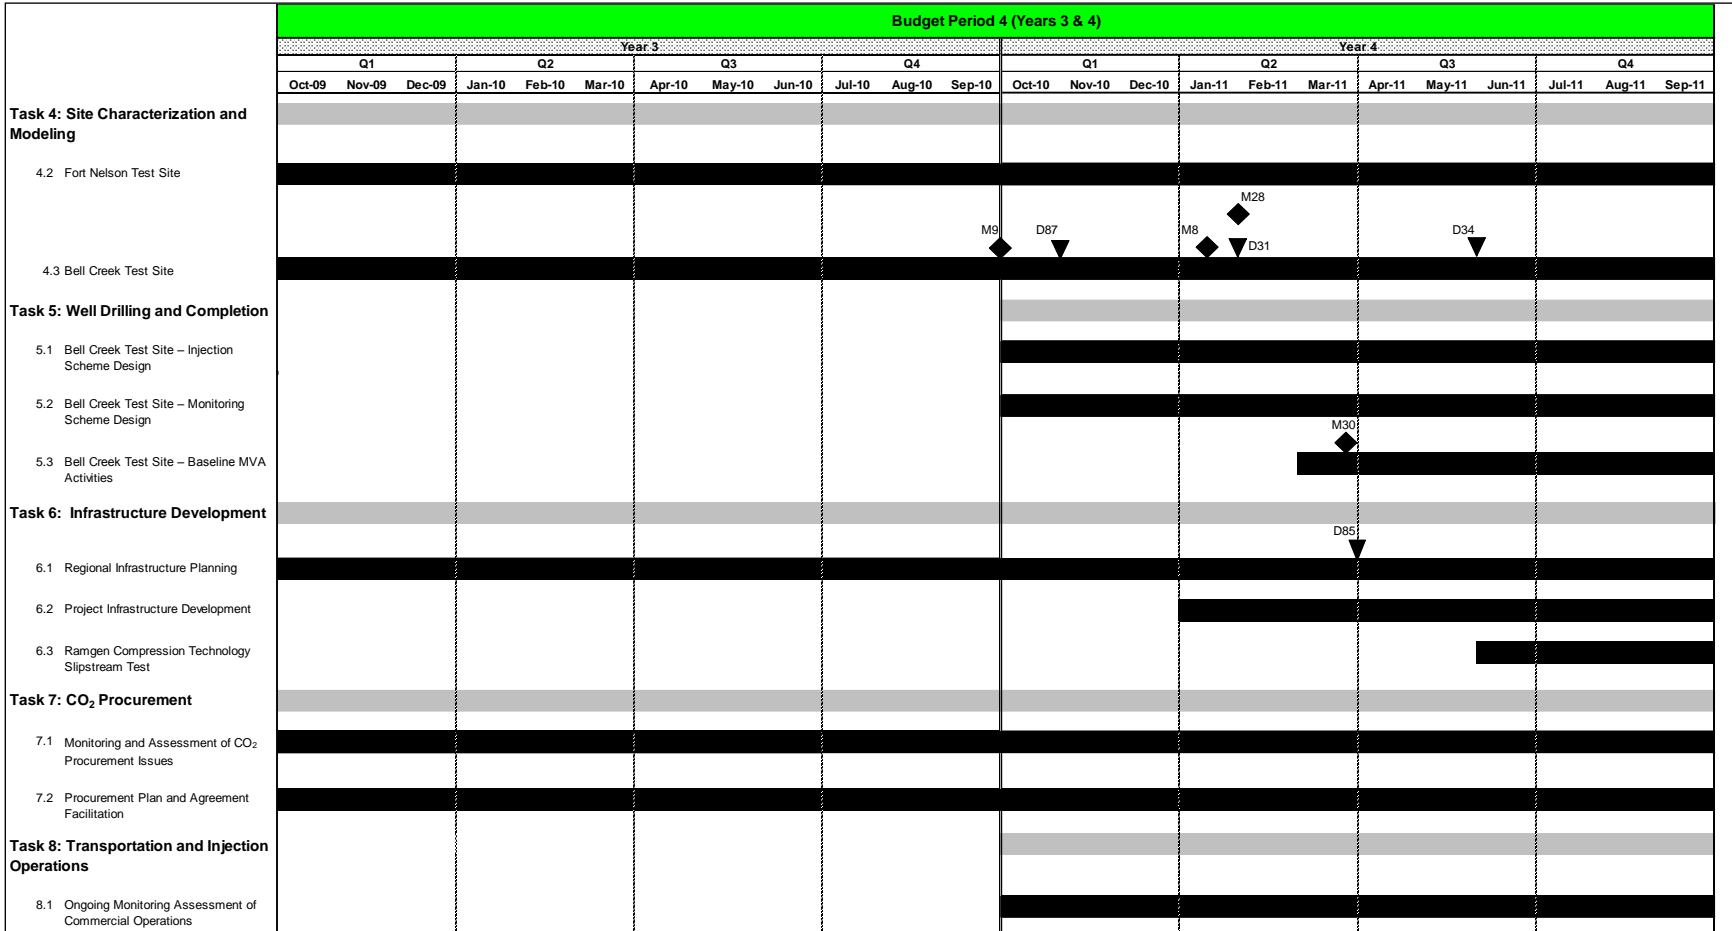 Budget Period 4 (Years 3 & 4)
Year 3 Year 4
Q1 Q2 Q3 Q4 Q1 Q2 Q3 Q4
Oct-09 Nov-09 Dec-09 Jan-10 Feb-10 Mar-10 Apr-10 May-10 Jun-10 Jul-10 Aug-10 Sep-10 Oct-10 Nov-10 Dec-10 Jan-11 Feb-11 Mar-11 Apr-11 May-11 Jun-11 Jul-11 Aug-11 Sep-11
Task 4: Site Characterization and
Modeling
4.2 Fort Nelson Test Site
M28
M9 D87 M8 D31 D34
4.3 Bell Creek Test Site
Task 5: Well Drilling and Completion
5.1 Bell Creek Test Site – Injection
Scheme Design
5.2 Bell Creek Test Site – Monitoring
Scheme Design
M30
5.3 Bell Creek Test Site – Baseline MVA
Activities
Task 6: Infrastructure Development
D85
6.1 Regional Infrastructure Planning
6.2 Project Infrastructure Development
6.3 Ramgen Compression Technology
Slipstream Test
Task 7: CO₂ Procurement
7.1 Monitoring and Assessment of CO₂
Procurement Issues
7.2 Procurement Plan and Agreement
Facilitation
Task 8: Transportation and Injection
Operations
8.1 Ongoing Monitoring Assessment of
Commercial Operations